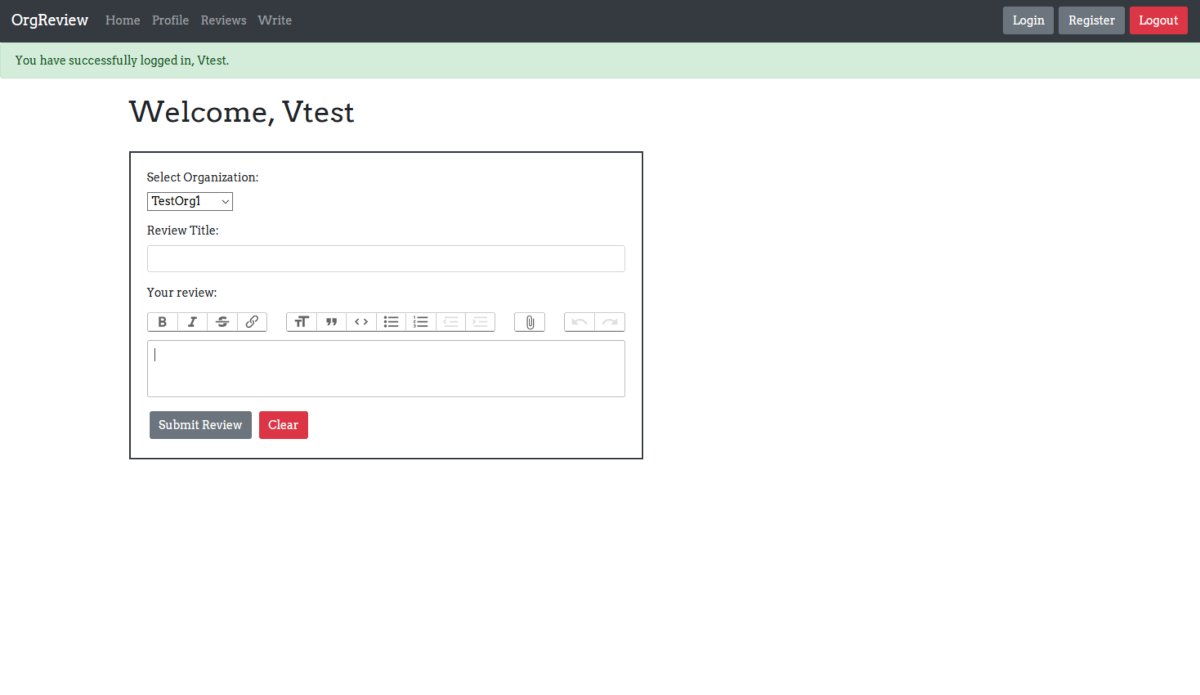 OrgReview Home Profile Reviews Write Login Register Logout
You have successfully logged in, Vtest.
Welcome, Vtest
Select Organization:
TestOrg1
Review Title:
Your review:
Submit Review Clear